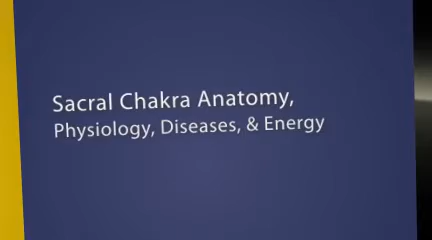 Sacral Chakra Anatomy,
Physiology, Diseases, & Energy